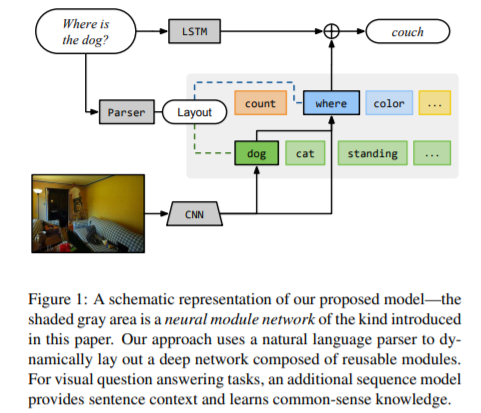 Where is
the dog?
LSTM
couch
Parser
Layout
count
where
color
...
dog
cat
standing
...
CNN
Figure 1: A schematic representation of our proposed model—the
shaded gray area is a neural module network of the kind introduced
in this paper. Our approach uses a natural language parser to dy-
namically lay out a deep network composed of reusable modules.
For visual question answering tasks, an additional sequence model
provides sentence context and learns common-sense knowledge.